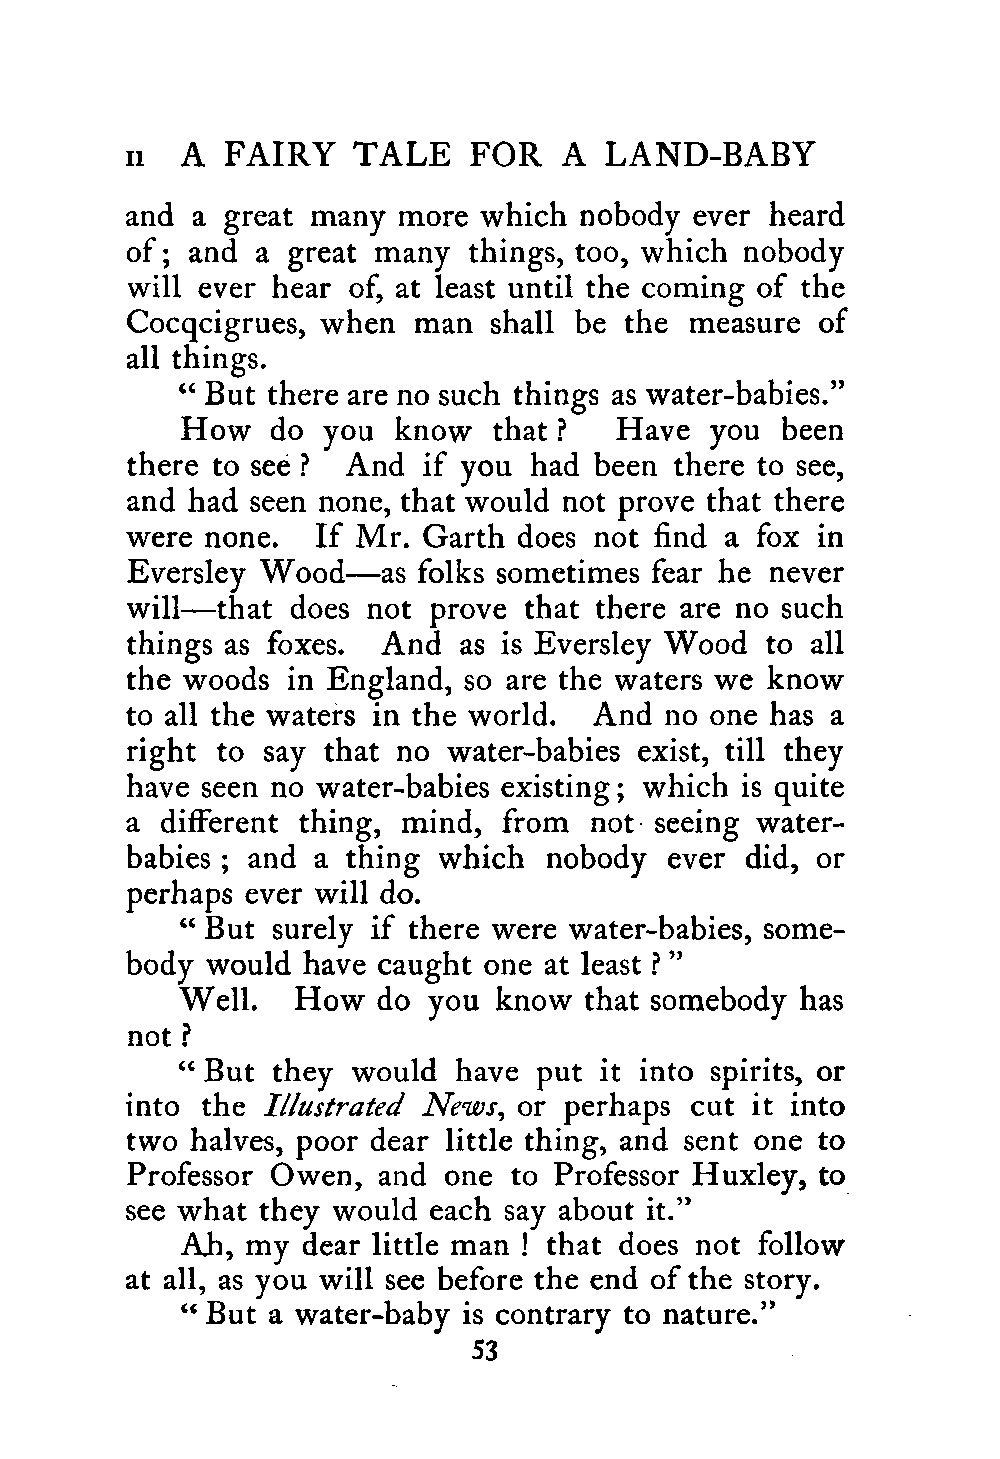 II A FAIRY TALE FOR A LAND-BABY
and a great many more which nobody ever heard
of; and a great many things, too, which nobody
will ever hear of, at least until the coming of the
Cocqcigrues, when man shall be the measure of
all things.
“ But there are no such things as water-babies.”
How do you know that ? Have you been
there to see ? And if you had been there to see,
and had seen none, that would not prove that there
were none. If Mr. Garth does not find a fox in
Eversley Wood—as folks sometimes fear he never
will—that does not prove that there are no such
things as foxes. And as is Eversley Wood to all
the woods in England, so are the waters we know
to all the waters in the world. And no one has a
right to say that no water-babies exist, till they
have seen no water-babies existing ; which is quite
a different thing, mind, from not seeing water-
babies ; and a thing which nobody ever did, or
perhaps ever will do.
“ But surely if there were water-babies, some-
body would have caught one at least ? ”
Well. How do you know that somebody has
not ?
“ But they would have put it into spirits, or
into the Illustrated News, or perhaps cut it into
two halves, poor dear little thing, and sent one to
Professor Owen, and one to Professor Huxley, to
see what they would each say about it.”
Ah, my dear little man ! that does not follow
at all, as you will see before the end of the story.
“ But a water-baby is contrary to nature.”
53